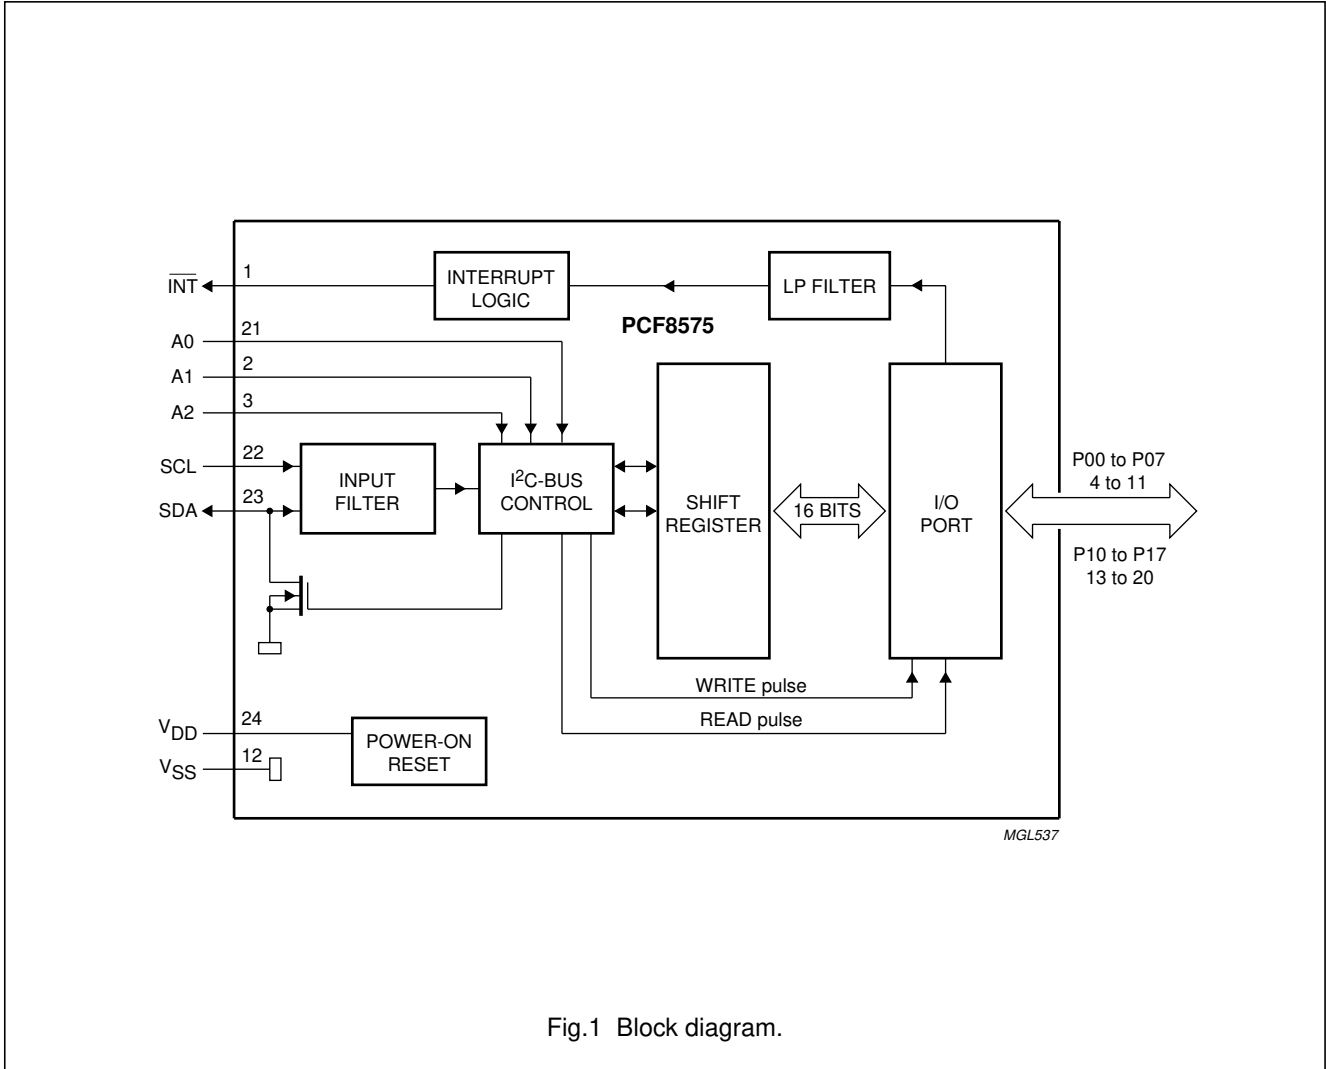 INT
1
INTERRUPT
LOGIC
LP FILTER
PCF8575
A0
21
A1
2
A2
3
SCL
22
SDA
23
INPUT
FILTER
I2C-BUS
CONTROL
SHIFT
REGISTER
16 BITS
I/O
PORT
P00 to P07
4 to 11
P10 to P17
13 to 20
WRITE pulse
READ pulse
VDD
24
VSS
12
POWER-ON
RESET
MGL537
Fig.1 Block diagram.